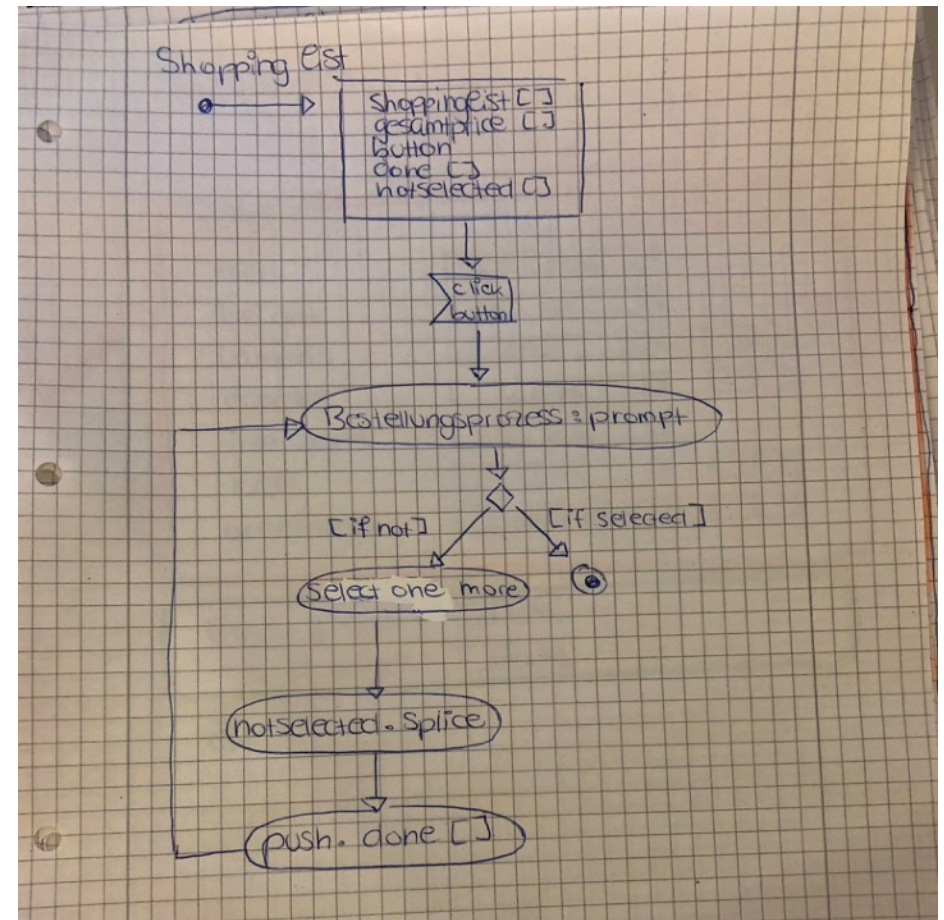 Shopping list
shoppinglist []
gesamtprice []
button
done []
notselected []
click
button
Bestellungsprozess : prompt
[if not]
[if seleced]
select one more
notselected. Splice
push. done []